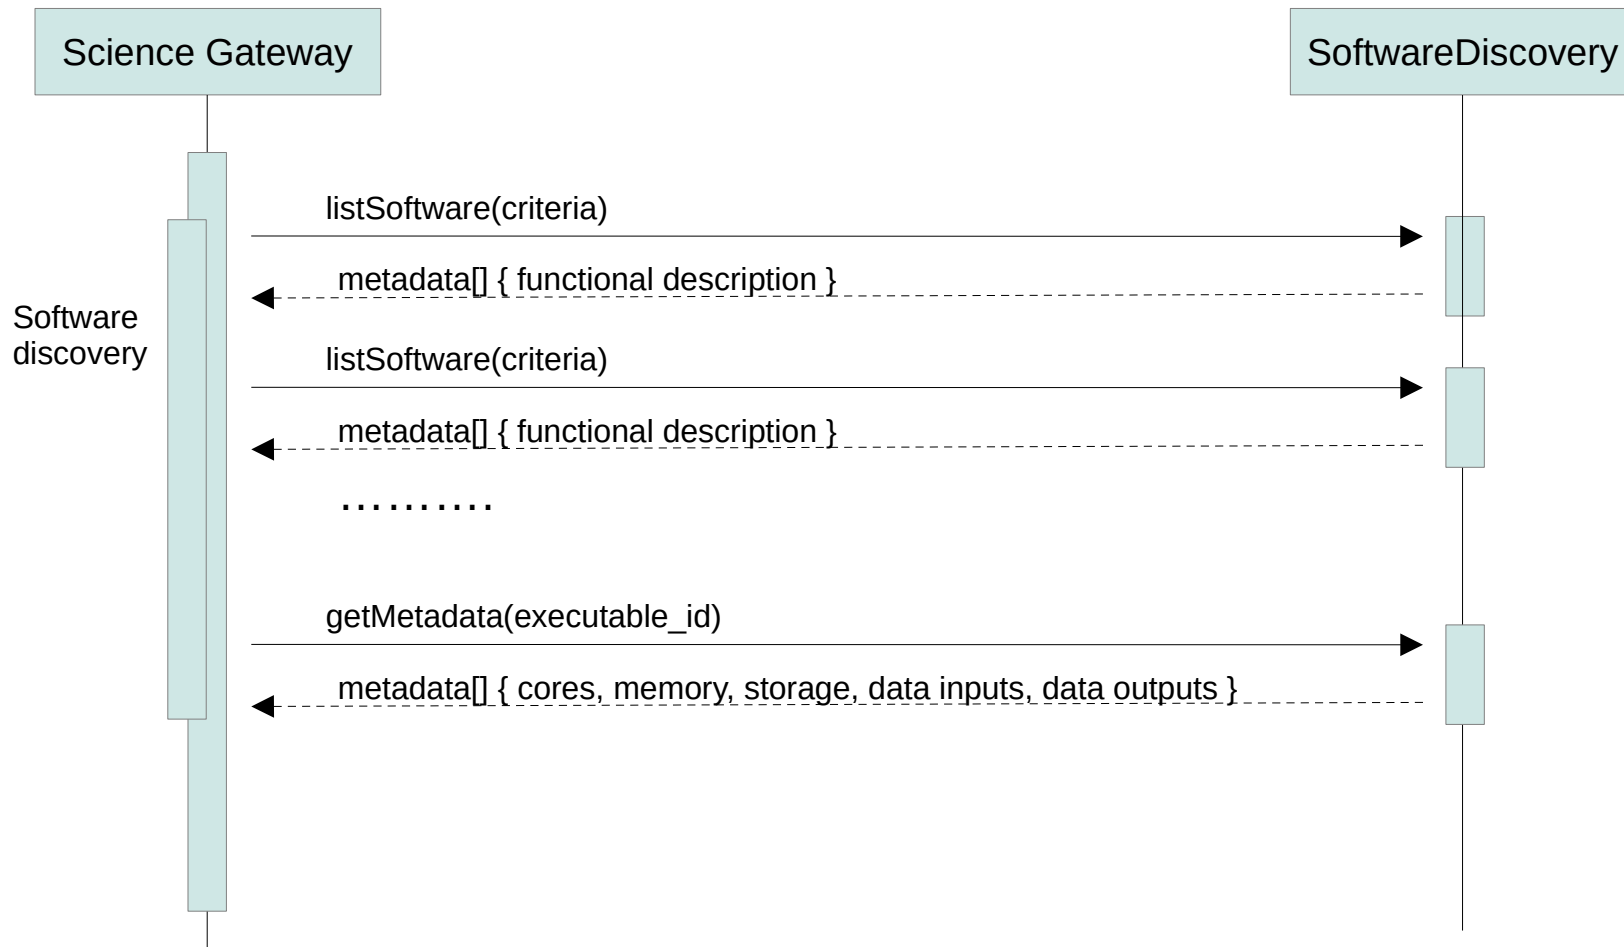 Science Gateway
SoftwareDiscovery
listSoftware(criteria)
metadata[] { functional description }
Software
discovery
listSoftware(criteria)
metadata[] { functional description }
..........
getMetadata(executable_id)
metadata[] { cores, memory, storage, data inputs, data outputs }